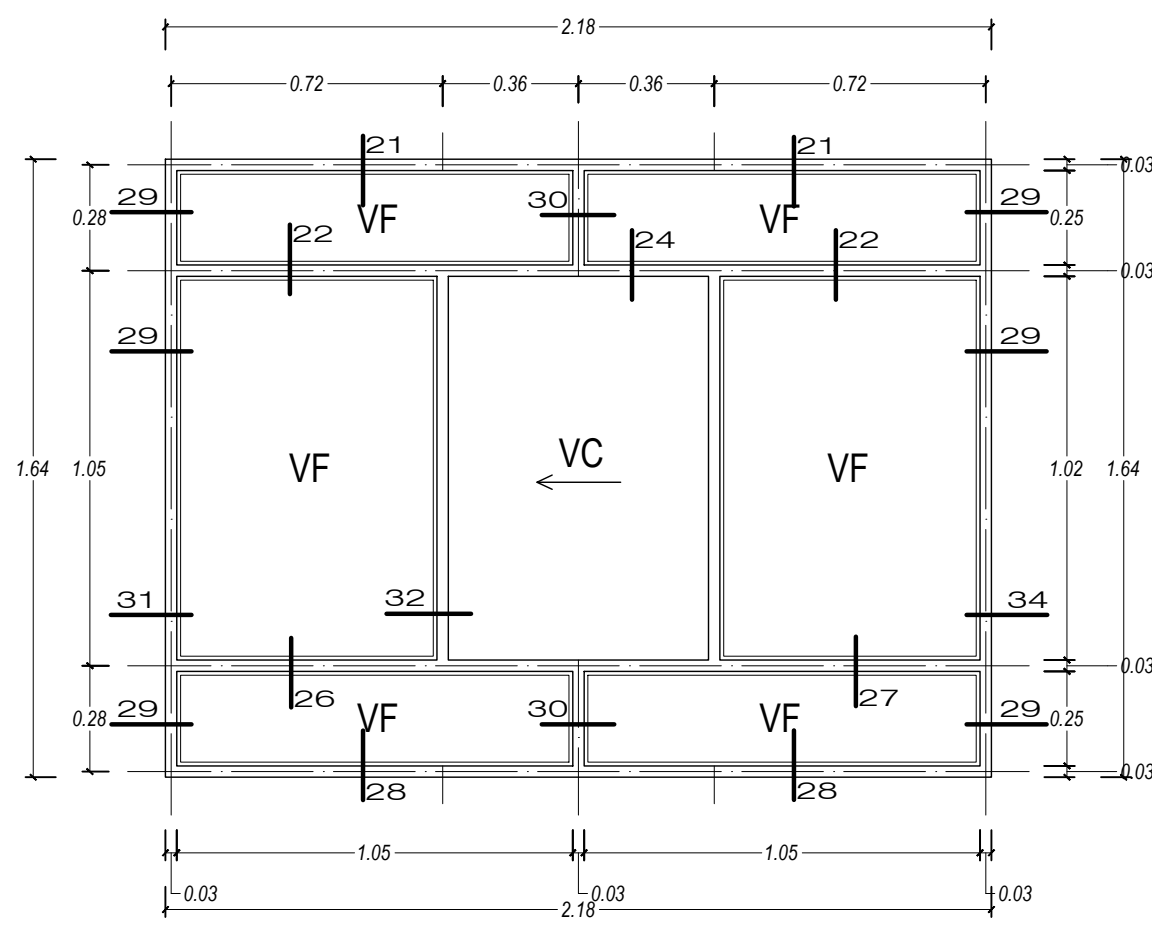 2.18
0.72 0.36 0.36 0.72
21 21
0.03
29 30 29
0.28 VF VF 0.25
22 24 22
0.03
29 29
VC
1.64 1.05 VF VF 1.02 1.64
31 32 34
0.03
26 27
29 VF 30 VF 29
0.28 0.25
0.03
28 28
1.05 1.05
0.03 0.03 0.03
2.18